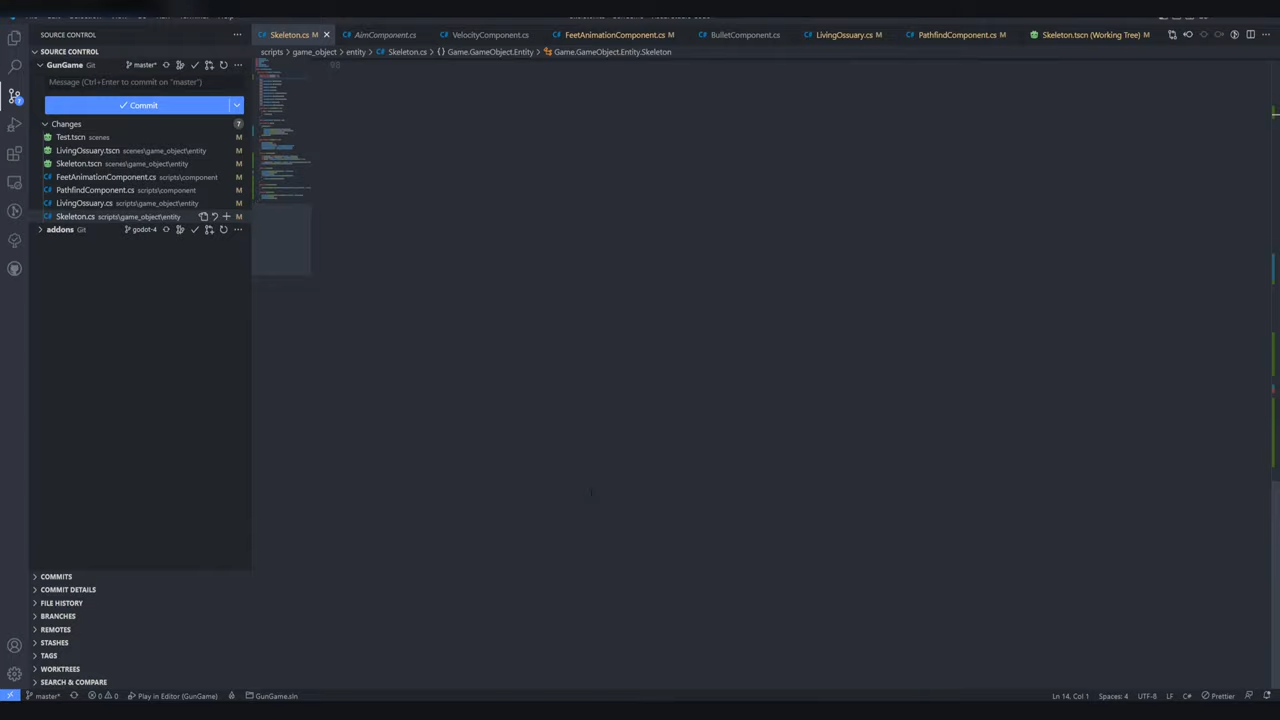 SOURCE CONTROL
SOURCE CONTROL
GunGame Git
master*
Message (Ctrl+Enter to commit on "master")
Commit
Changes
7
Test.tscn scenes M
LivingOssuary.tscn scenes\game_object\entity M
Skeleton.tscn scenes\game_object\entity M
FeetAnimationComponent.cs scripts\component M
PathfindComponent.cs scripts\component M
LivingOssuary.cs scripts\game_object\entity M
Skeleton.cs scripts\game_object\entity M
addons Git
godot-4
COMMITS
COMMIT DETAILS
FILE HISTORY
BRANCHES
REMOTES
STASHES
TAGS
WORKTREES
SEARCH & COMPARE
Skeleton.cs M
AimComponent.cs
VelocityComponent.cs
FeetAnimationComponent.cs M
BulletComponent.cs
LivingOssuary.cs M
PathfindComponent.cs M
Skeleton.tscn (Working Tree) M
scripts > game_object > entity > Skeleton.cs > {} Game.GameObject.Entity > Game.GameObject.Entity.Skeleton
master*
0 0
Play in Editor (GunGame)
GunGame.sln
Ln 14, Col 1
Spaces: 4
UTF-8
LF
C#
Prettier